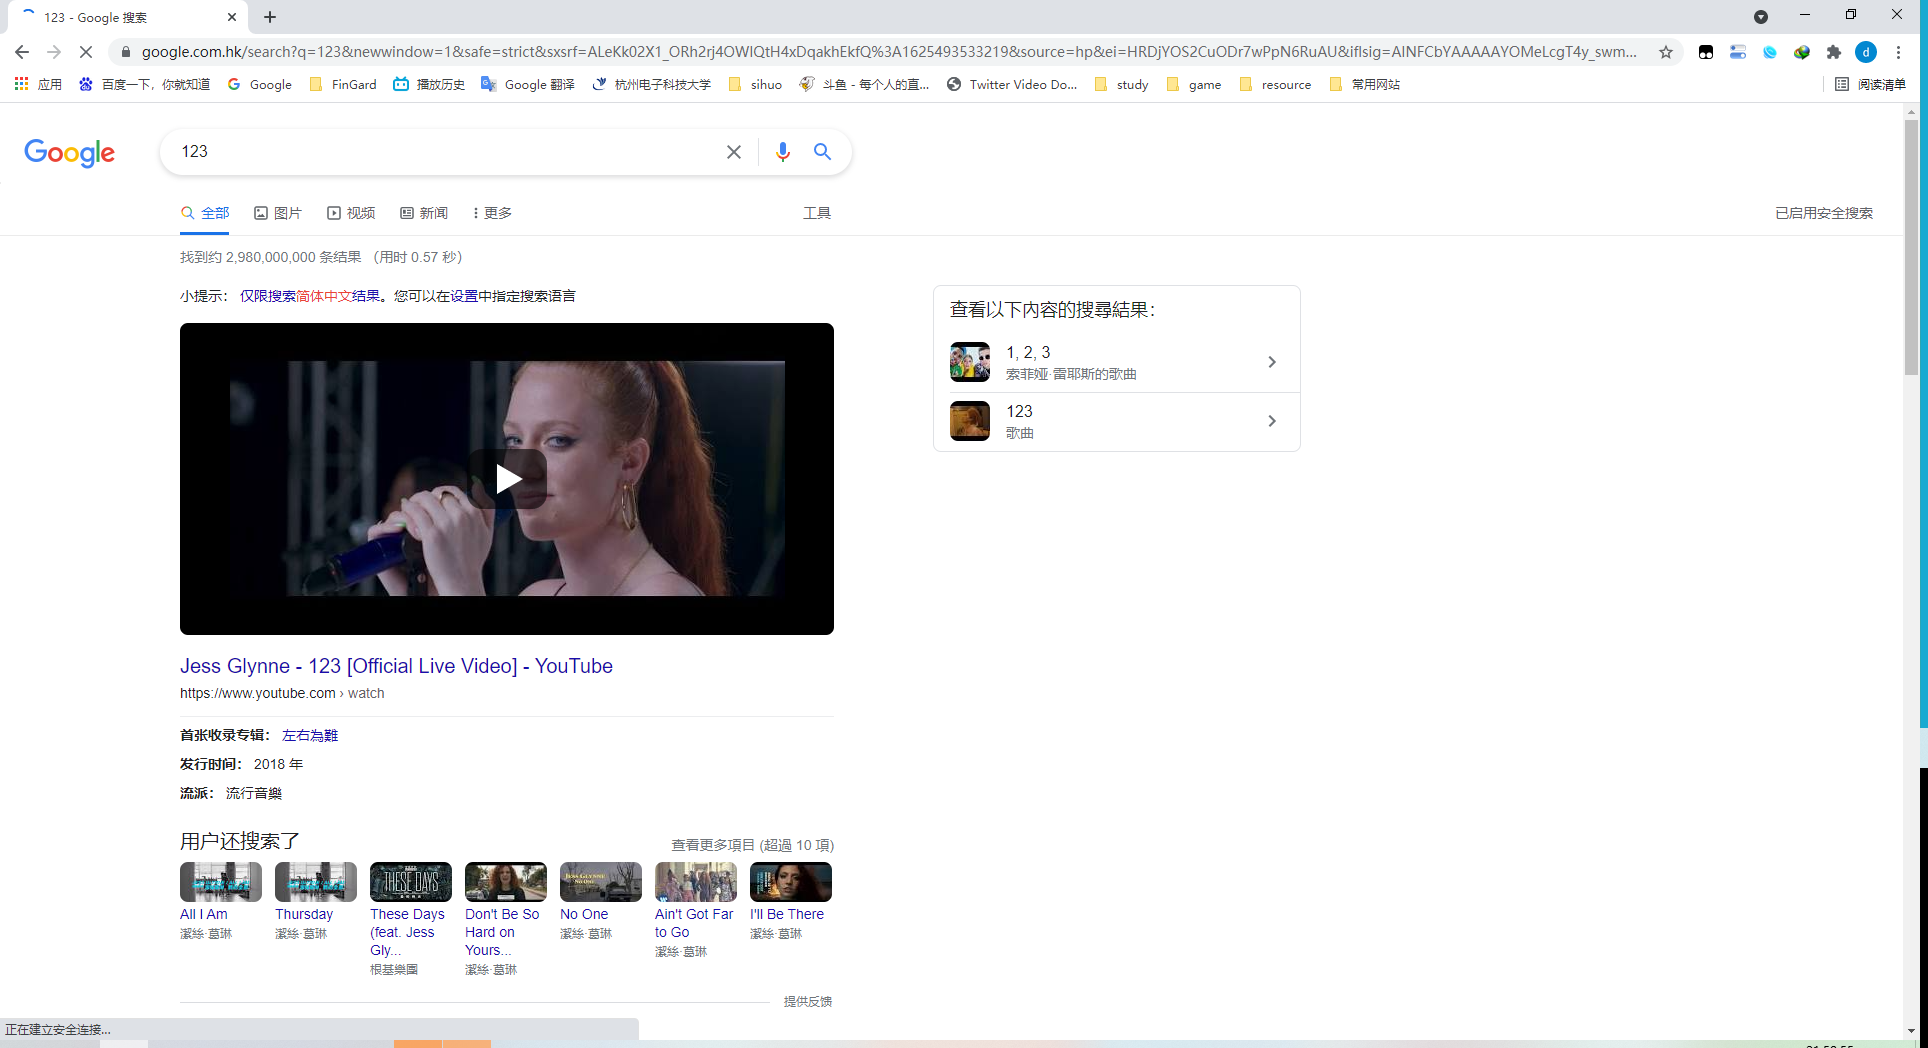 123 - Google 搜索
google.com.hk/search?q=123&newwindow=1&safe=strict&sxsrf=ALeKk02X1_ORh2rj4OWlQtH4xDqakhEkfQ%3A1625493533219&source=hp&ei=HRDjYOS2CuODr7wPpN6RuAU&iflsig=AINFCbYAAAAAYOMeLcgT4y_swm...
d
应用 百度一下，你就知道 Google FinGard 播放历史 Google 翻译 杭州电子科技大学 sihuo 斗鱼 - 每个人的直... Twitter Video Do... study game resource 常用网站 阅读清单
Google 123
全部 图片 视频 新闻 更多 工具 已启用安全搜索
找到约 2,980,000,000 条结果 （用时 0.57 秒）
小提示： 仅限搜索简体中文结果。您可以在设置中指定搜索语言
查看以下內容的搜尋結果：
1, 2, 3
索菲娅·雷耶斯的歌曲
123
歌曲
Jess Glynne - 123 [Official Live Video] - YouTube
https://www.youtube.com › watch
首张收录专辑： 左右為難
发行时间： 2018 年
流派： 流行音樂
用户还搜索了 查看更多項目 (超過 10 項)
THESE DAYS
JESS GLYNNE
NO ONE
All I Am
潔絲·葛琳
Thursday
潔絲·葛琳
These Days
(feat. Jess
Gly...
根基樂團
Don't Be So
Hard on
Yours...
潔絲·葛琳
No One
潔絲·葛琳
Ain't Got Far
to Go
潔絲·葛琳
I'll Be There
潔絲·葛琳
提供反馈
正在建立安全连接...